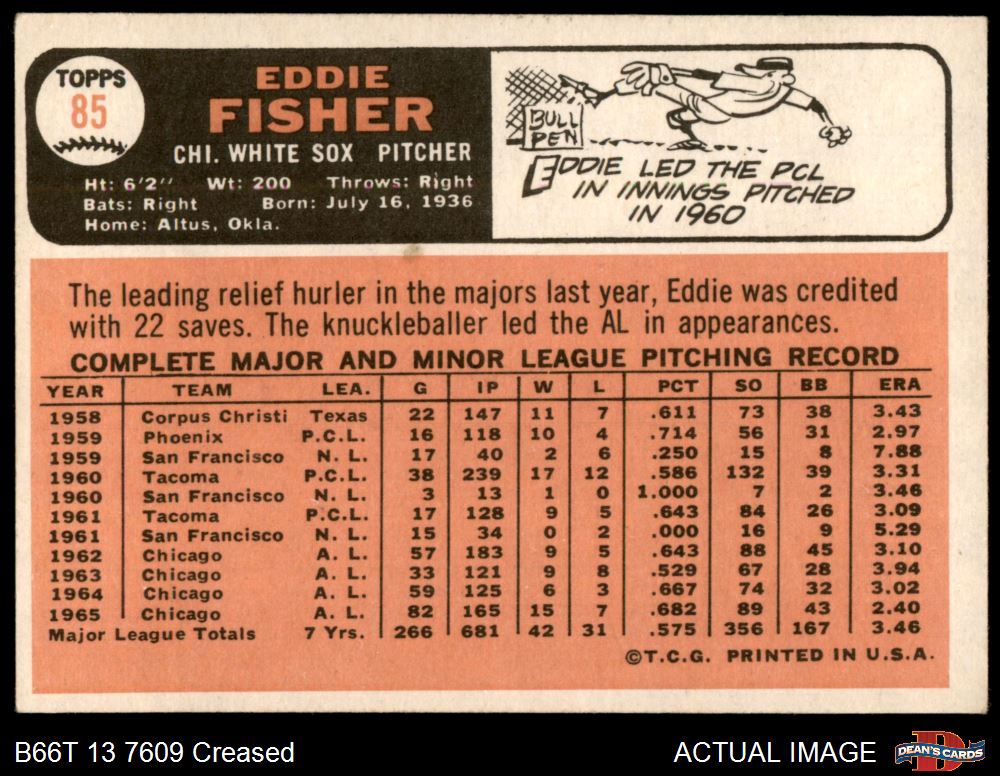 TOPPS
85
EDDIE
FISHER
CHI. WHITE SOX PITCHER
Ht: 6'2" Wt: 200 Throws: Right
Bats: Right Born: July 16, 1936
Home: Altus, Okla.
BULL
PEN
EDDIE LED THE PCL
IN INNINGS PITCHED
IN 1960
The leading relief hurler in the majors last year, Eddie was credited
with 22 saves. The knuckleballer led the AL in appearances.
COMPLETE MAJOR AND MINOR LEAGUE PITCHING RECORD
YEAR TEAM LEA. G IP W L PCT SO BB ERA
1958 Corpus Christi Texas 22 147 11 7 .611 73 38 3.43
1959 Phoenix P.C.L. 16 118 10 4 .714 56 31 2.97
1959 San Francisco N. L. 17 40 2 6 .250 15 8 7.88
1960 Tacoma P.C.L. 38 239 17 12 .586 132 39 3.31
1960 San Francisco N. L. 3 13 1 0 1.000 7 2 3.46
1961 Tacoma P.C.L. 17 128 9 5 .643 84 26 3.09
1961 San Francisco N. L. 15 34 0 2 .000 16 9 5.29
1962 Chicago A. L. 57 183 9 5 .643 88 45 3.10
1963 Chicago A. L. 33 121 9 8 .529 67 28 3.94
1964 Chicago A. L. 59 125 6 3 .667 74 32 3.02
1965 Chicago A. L. 82 165 15 7 .682 89 43 2.40
Major League Totals 7 Yrs. 266 681 42 31 .575 356 167 3.46
©T.C.G. PRINTED IN U.S.A.
B66T 13 7609 Creased
ACTUAL IMAGE
DEAN'S CARDS